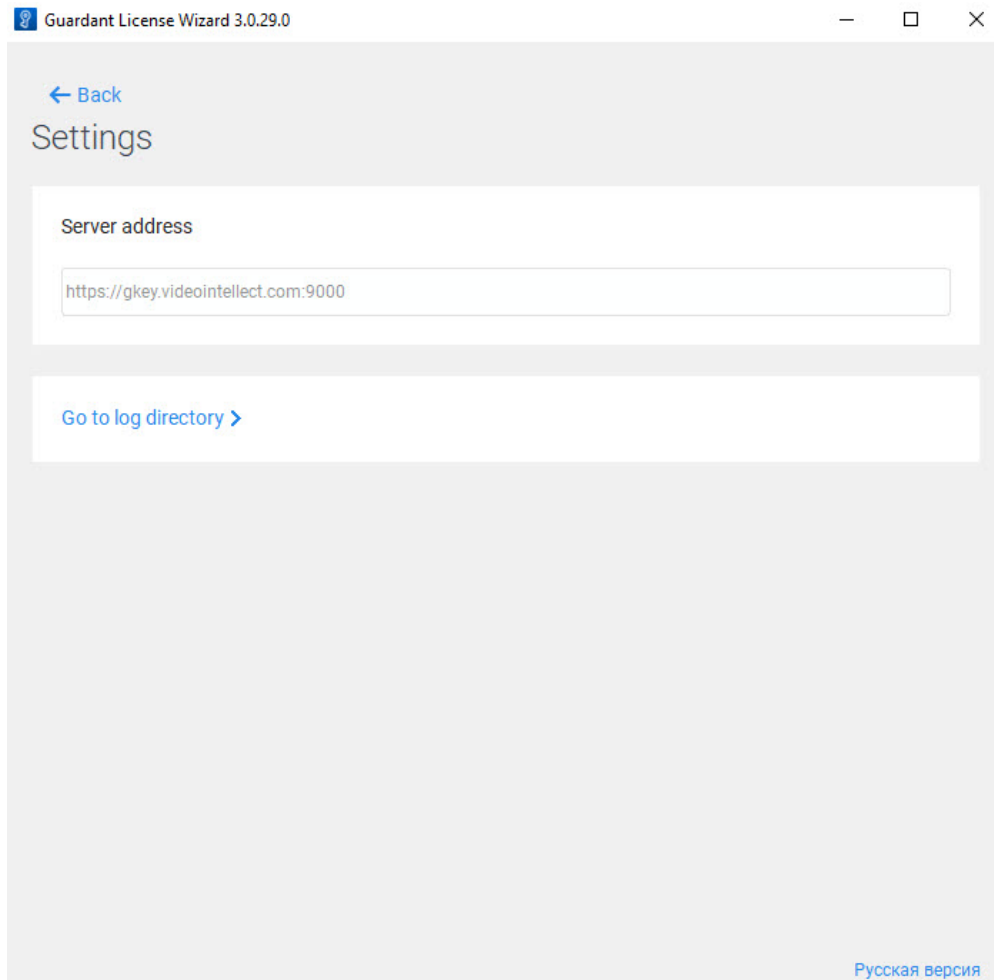 Guardant License Wizard 3.0.29.0
Back
Settings
Server address
https://gkey.videointellect.com:9000
Go to log directory
Русская версия